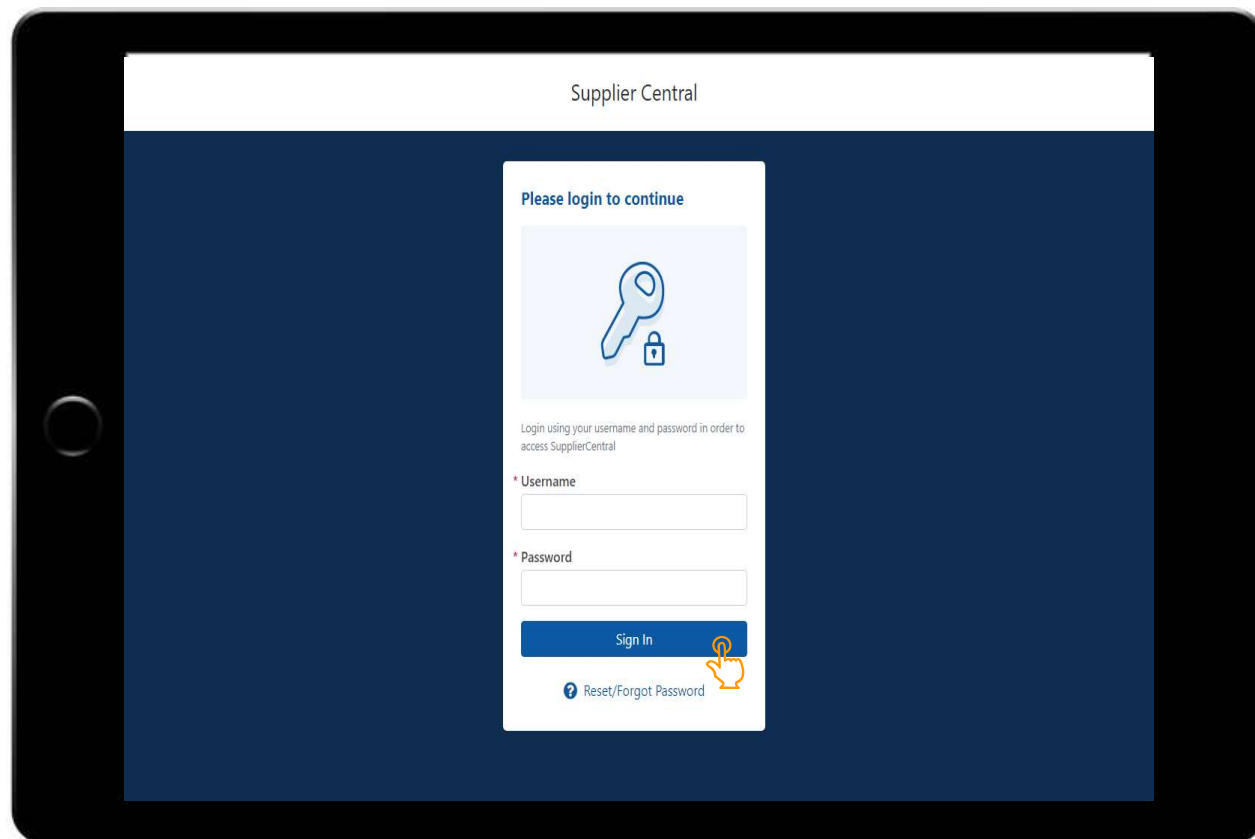 Supplier Central
Please login to continue
Login using your username and password in order to
access SupplierCentral
* Username
* Password
Sign In
? Reset/Forgot Password